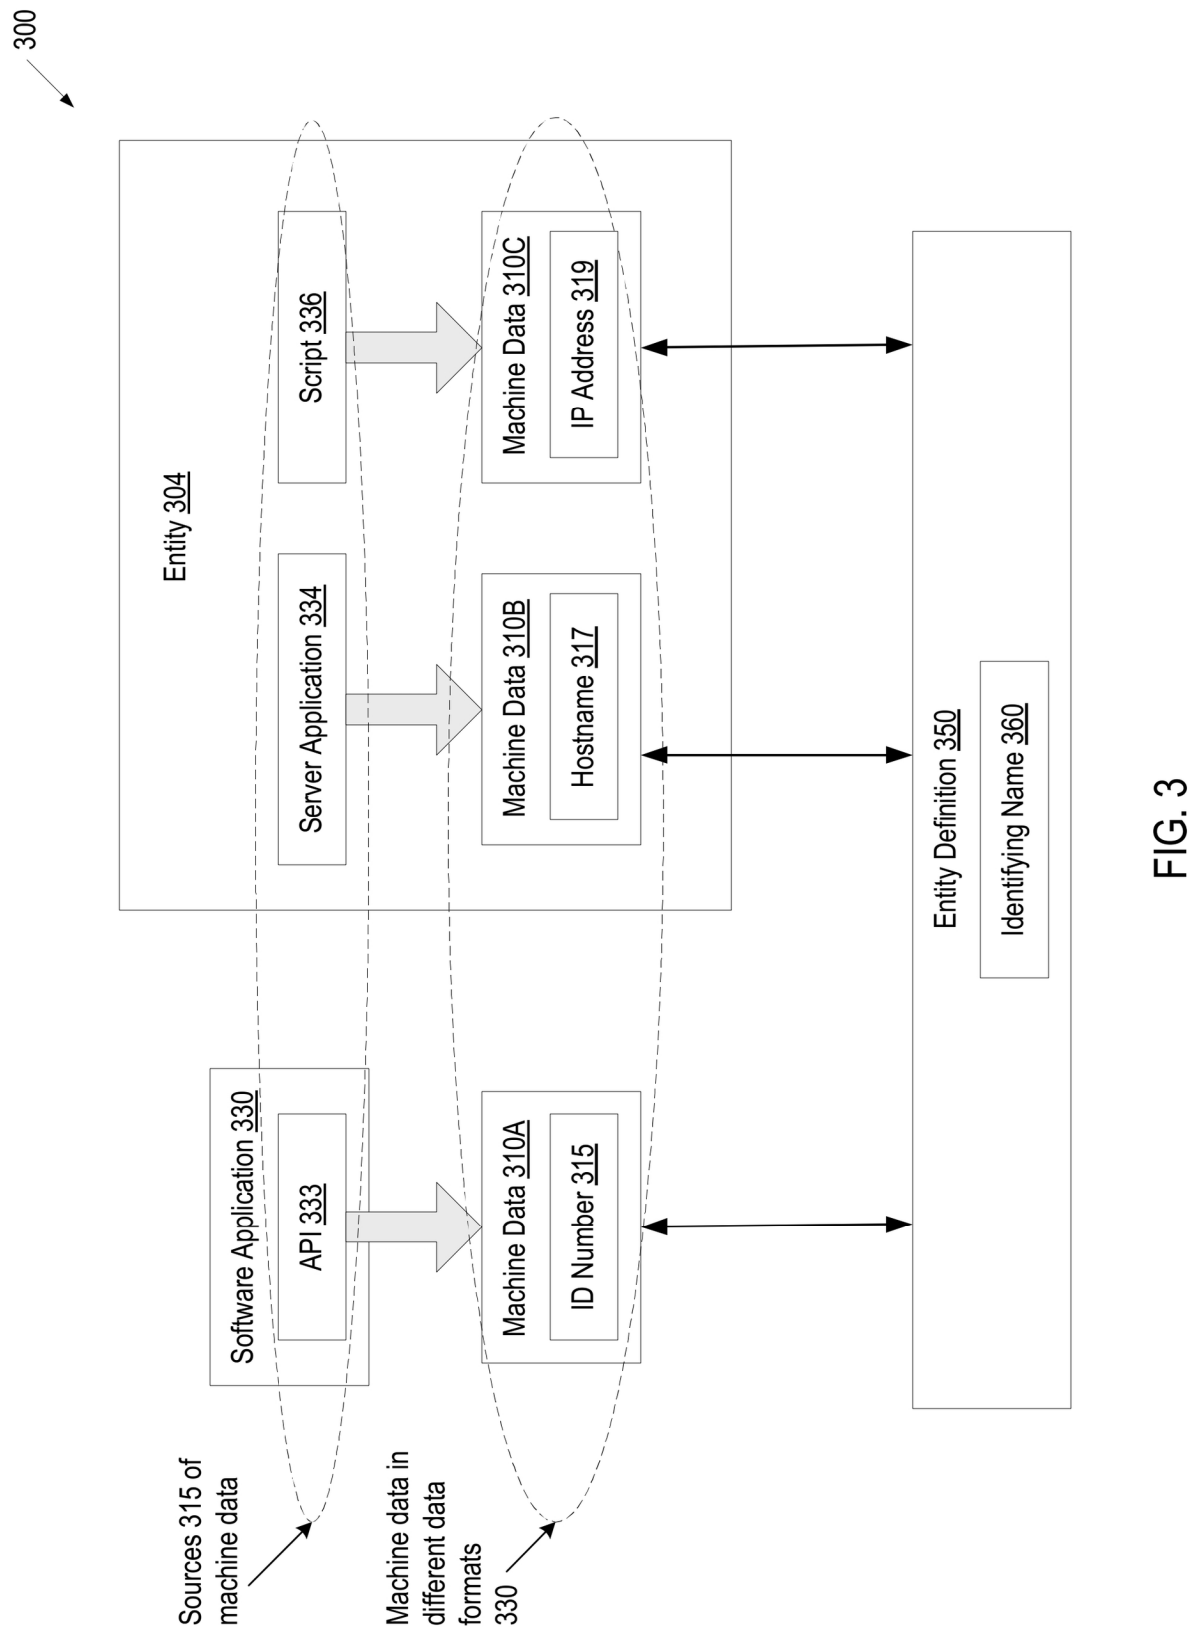 300
Entity 304
Software Application 330
API 333
Server Application 334
Script 336
Sources 315 of
machine data
Machine Data 310A
ID Number 315
Machine Data 310B
Hostname 317
Machine Data 310C
IP Address 319
Machine data in
different data
formats
330
Entity Definition 350
Identifying Name 360
FIG. 3